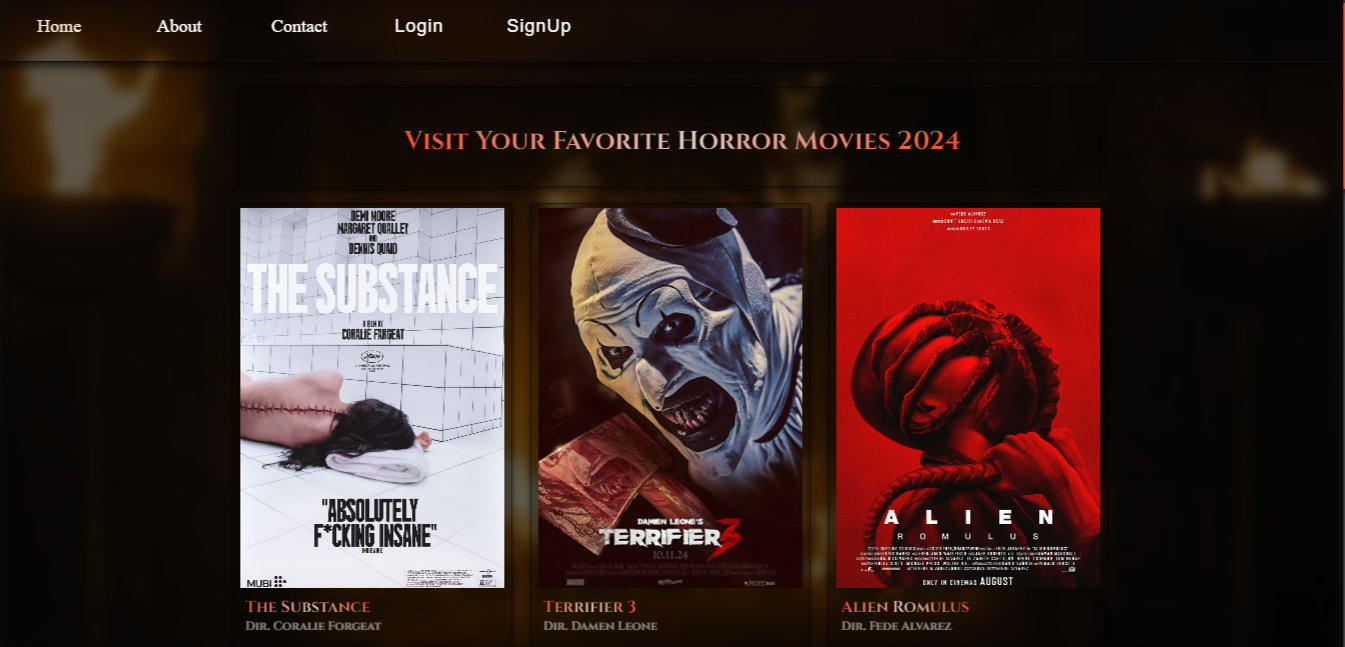 Home About Contact Login SignUp
Visit Your Favorite Horror Movies 2024
DEMI MOORE
MARGARET QUALLEY
AND
DENNIS QUAID
THE SUBSTANCE
A FILM BY
CORALIE FARGEAT
"ABSOLUTELY
F*CKING INSANE"
MUBI
The Substance
Dir. Coralie Forgeat
DAMIEN LEONE'S
TERRIFIER 3
10.11.24
Terrifier 3
Dir. Damen Leone
ALIEN
ROMULUS
ONLY IN CINEMAS AUGUST
Alien Romulus
Dir. Fede Alvarez